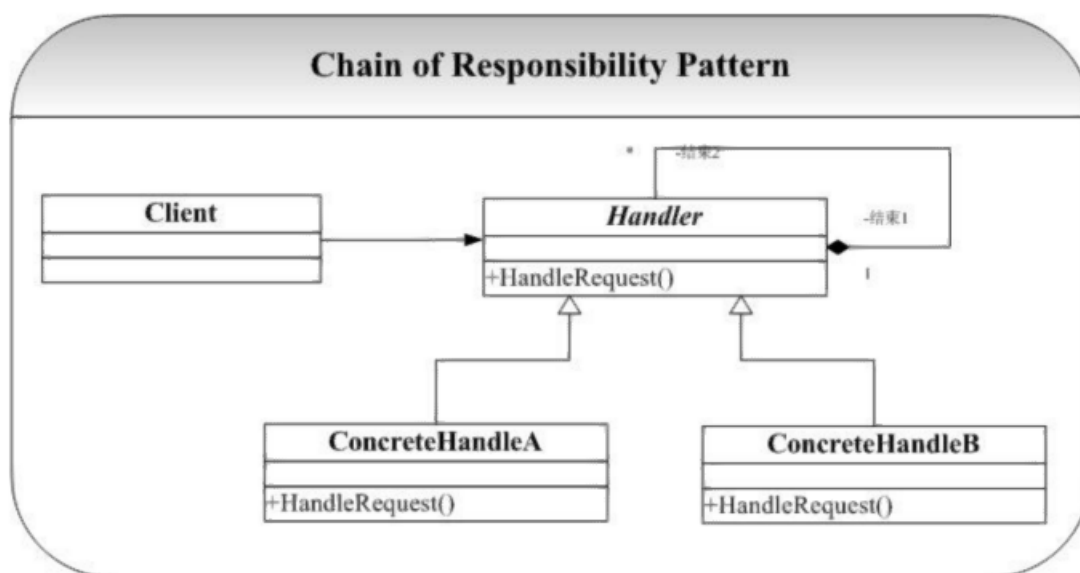 Chain of Responsibility Pattern
*
-结束2
Client
Handler
-结束1
+HandleRequest()
1
ConcreteHandleA
ConcreteHandleB
+HandleRequest()
+HandleRequest()